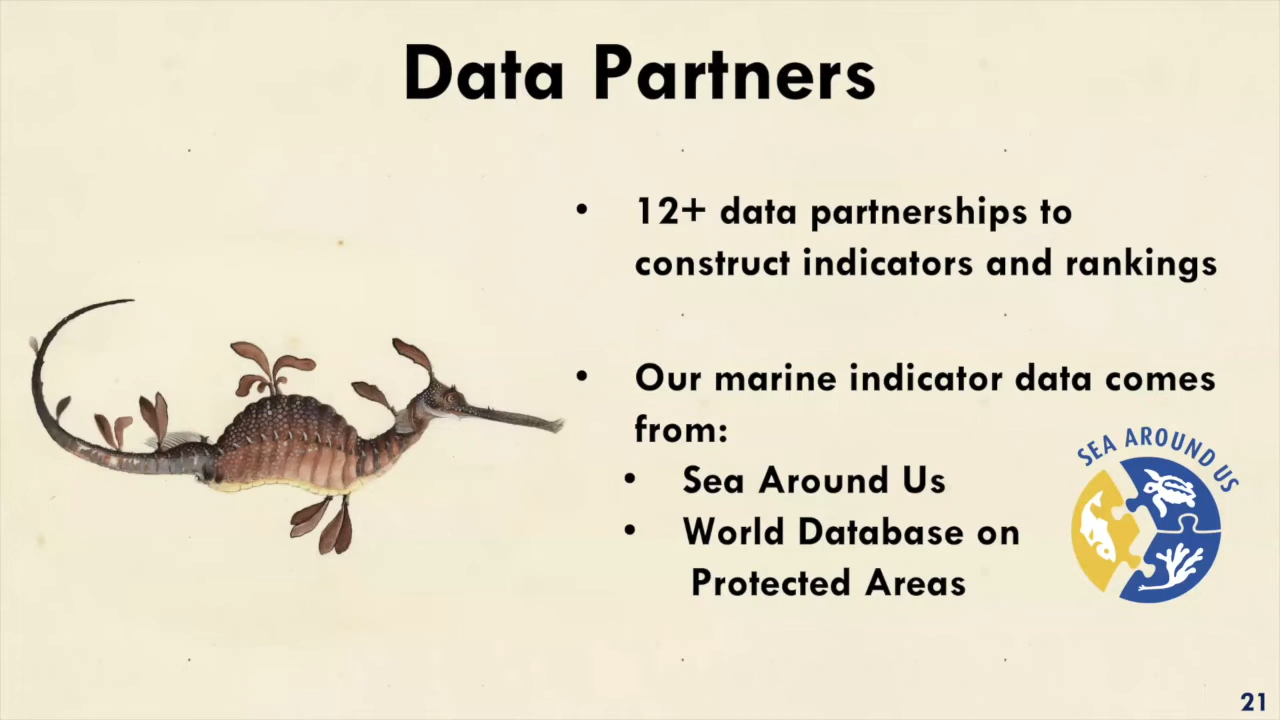 Data Partners
• 12+ data partnerships to
construct indicators and rankings
• Our marine indicator data comes
from:
• Sea Around Us
• World Database on
Protected Areas
SEA AROUND US
21